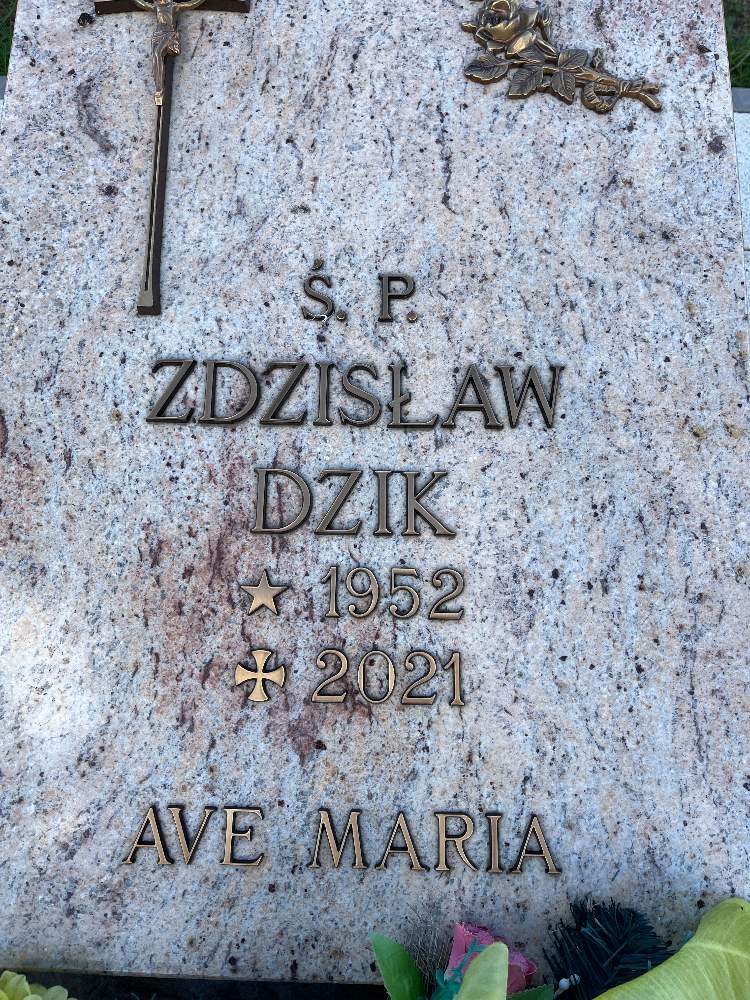 Ś. P.
ZDZISŁAW
DZIK
1952
2021
AVE MARIA